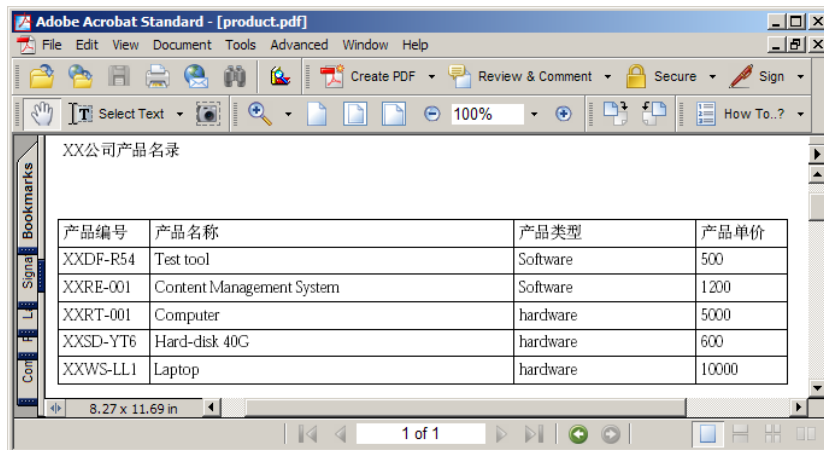 Adobe Acrobat Standard - [product.pdf]
File Edit View Document Tools Advanced Window Help
Create PDF Review & Comment Secure Sign
Select Text 100% How To..?
Bookmarks
Signa
Com
XX公司产品名录
产品编号 产品名称 产品类型 产品单价
XXDF-R54 Test tool Software 500
XXRE-001 Content Management System Software 1200
XXRT-001 Computer hardware 5000
XXSD-YT6 Hard-disk 40G hardware 600
XXWS-LL1 Laptop hardware 10000
8.27 x 11.69 in
1 of 1